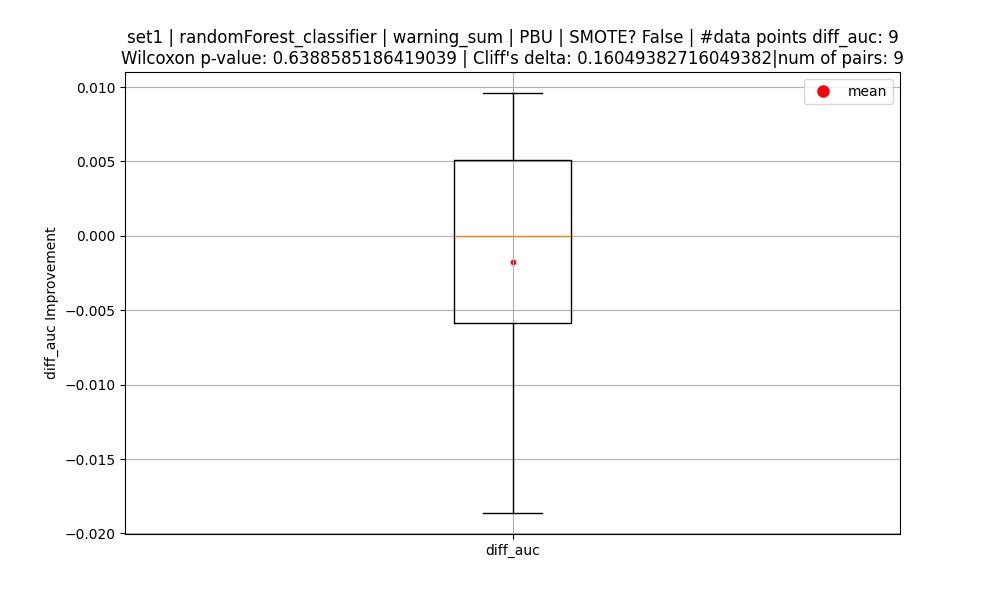 set1 | randomForest_classifier | warning_sum | PBU | SMOTE? False | #data points diff_auc: 9
Wilcoxon p-value: 0.6388585186419039 | Cliff's delta: 0.16049382716049382|num of pairs: 9
mean
0.010
0.005
0.000
−0.005
−0.010
−0.015
−0.020
diff_auc Improvement
diff_auc